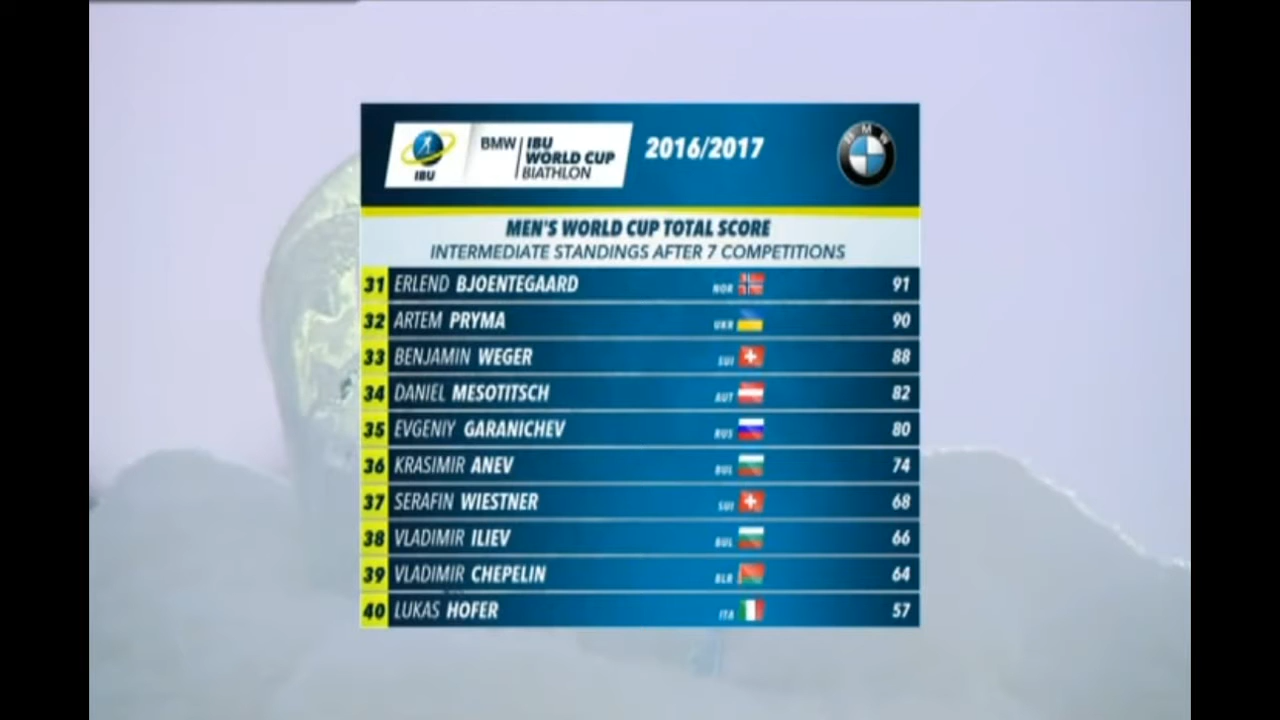 IBU
BMW IBU WORLD CUP BIATHLON
2016/2017
BMW
MEN'S WORLD CUP TOTAL SCORE
INTERMEDIATE STANDINGS AFTER 7 COMPETITIONS
31 ERLEND BJOENTEGAARD NOR 91
32 ARTEM PRYMA UKR 90
33 BENJAMIN WEGER SUI 88
34 DANIEL MESOTITSCH AUT 82
35 EVGENIY GARANICHEV RUS 80
36 KRASIMIR ANEV BUL 74
37 SERAFIN WIESTNER SUI 68
38 VLADIMIR ILIEV BUL 66
39 VLADIMIR CHEPELIN BLR 64
40 LUKAS HOFER ITA 57